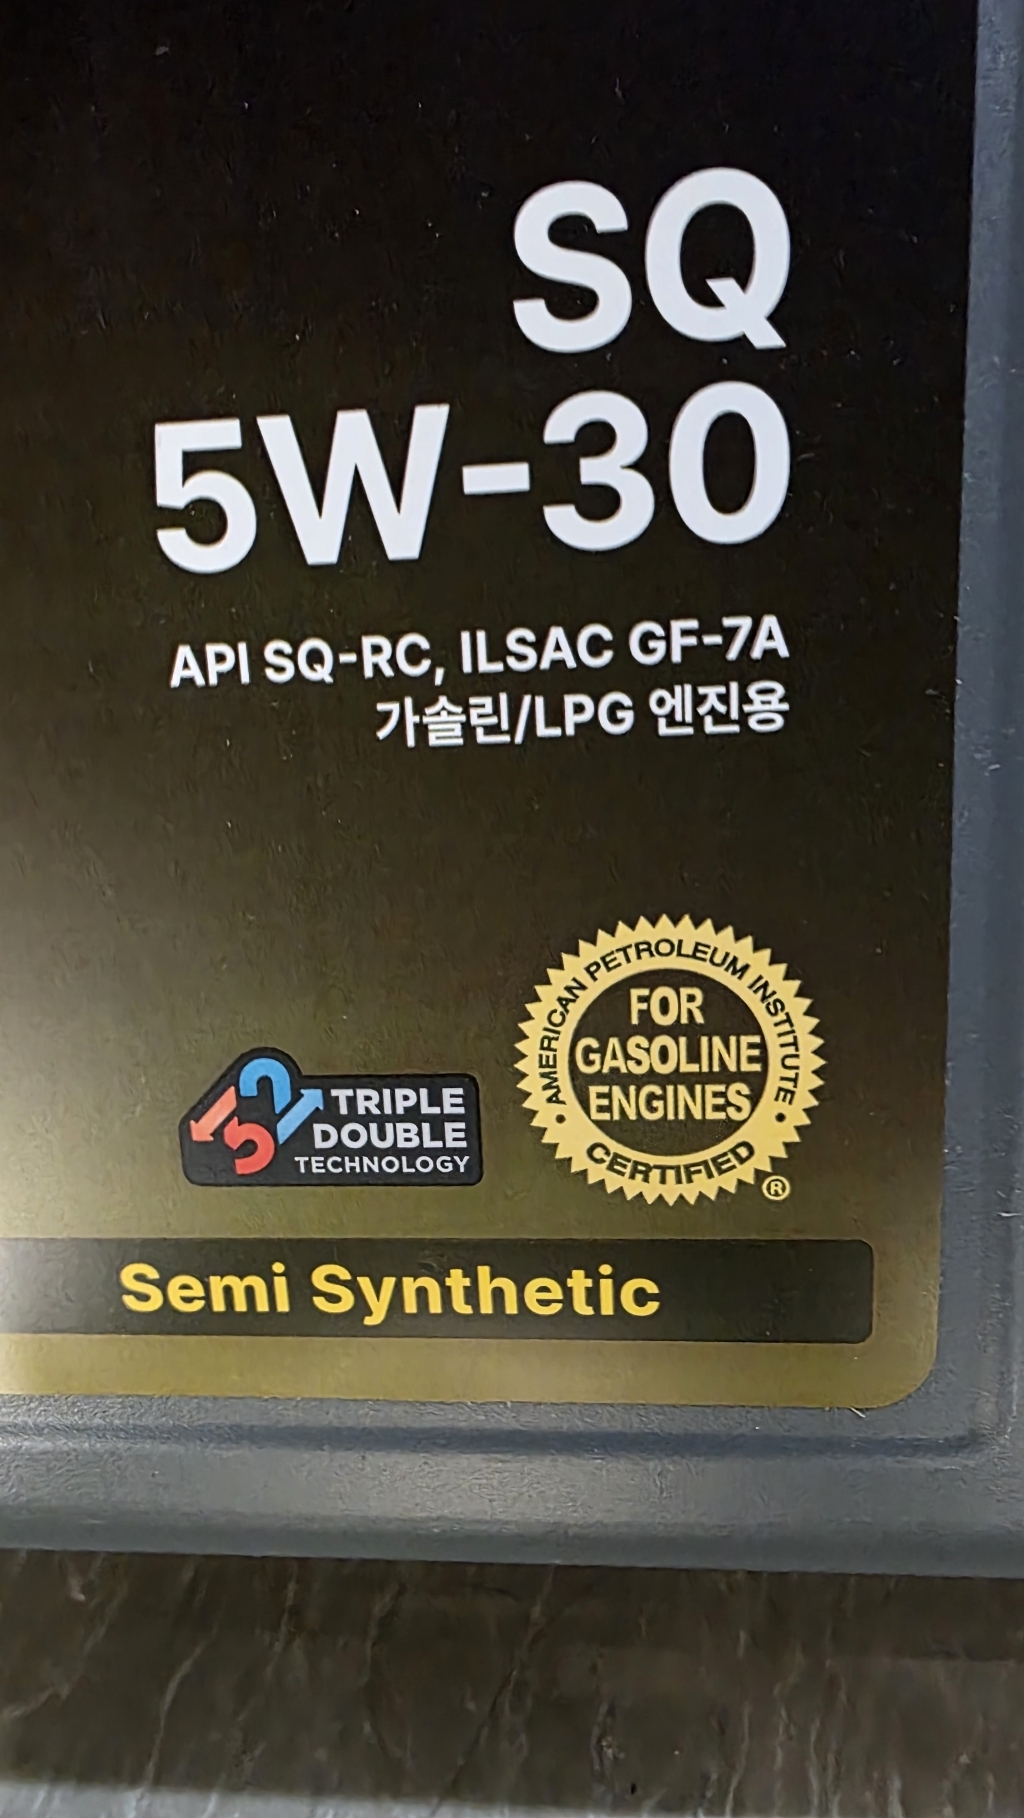 SQ
5W-30
API SQ-RC, ILSAC GF-7A
가솔린/LPG 엔진용
AMERICAN PETROLEUM INSTITUTE
FOR
GASOLINE
ENGINES
CERTIFIED
®
TRIPLE
DOUBLE
TECHNOLOGY
Semi Synthetic